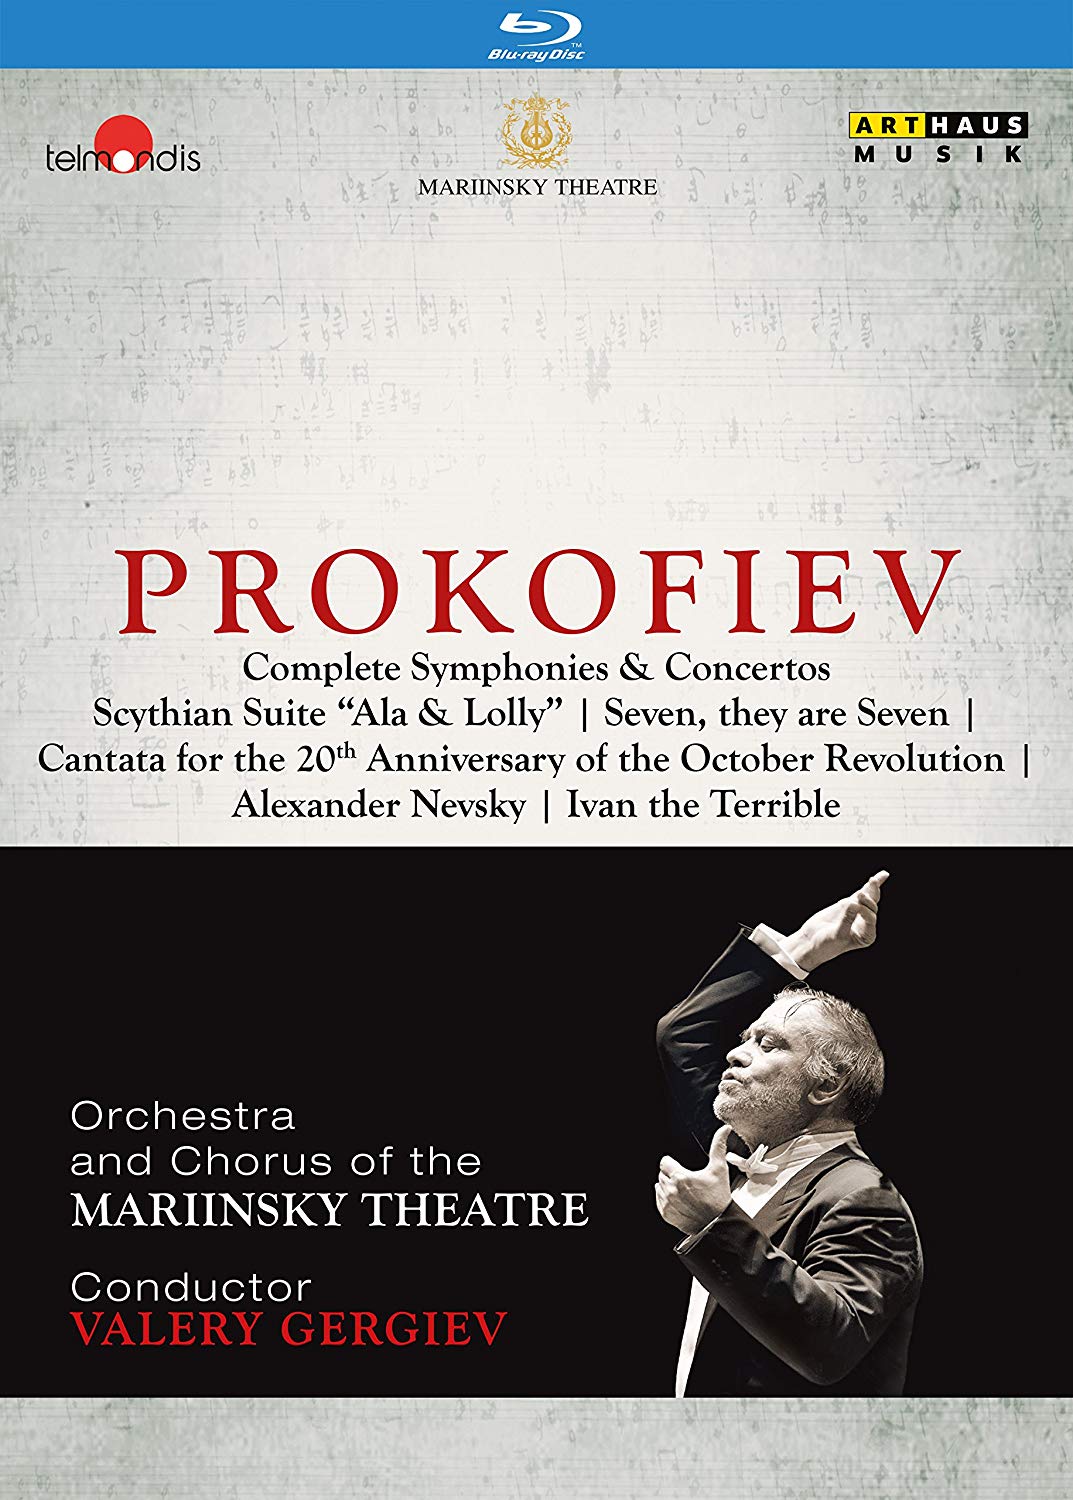 Blu-ray Disc™
telmondis
MARIINSKY THEATRE
ARTHAUS
MUSIK
PROKOFIEV
Complete Symphonies & Concertos
Scythian Suite “Ala & Lolly” | Seven, they are Seven |
Cantata for the 20th Anniversary of the October Revolution |
Alexander Nevsky | Ivan the Terrible
Orchestra
and Chorus of the
MARIINSKY THEATRE
Conductor
VALERY GERGIEV